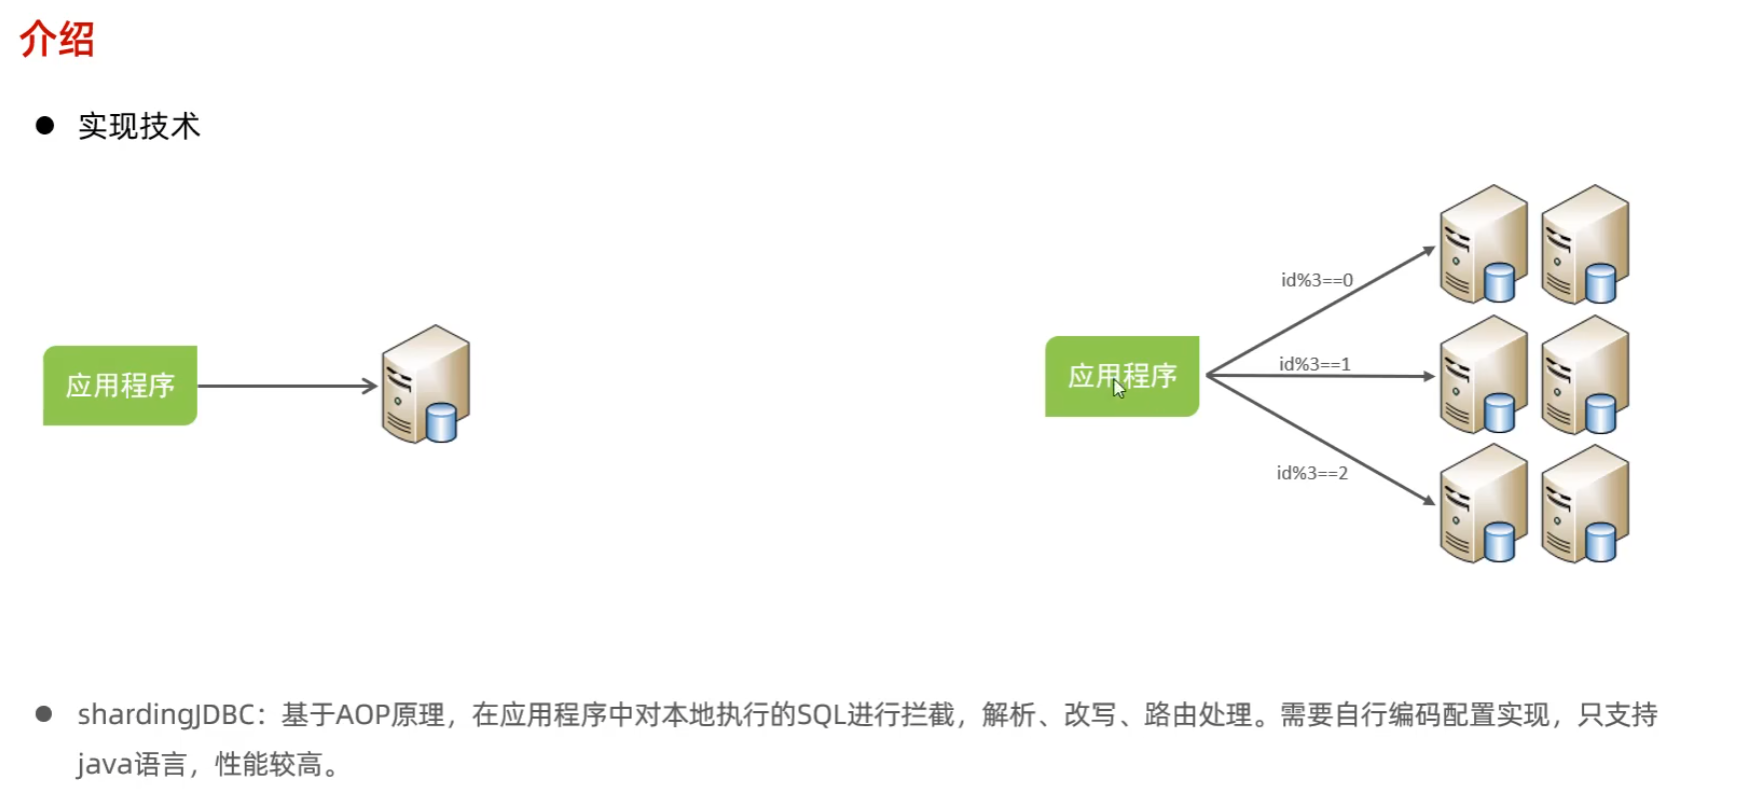 介绍
实现技术
id%3==0
应用程序
应用程序
id%3==1
id%3==2
shardingJDBC：基于AOP原理，在应用程序中对本地执行的SQL进行拦截，解析、改写、路由处理。需要自行编码配置实现，只支持
java语言，性能较高。